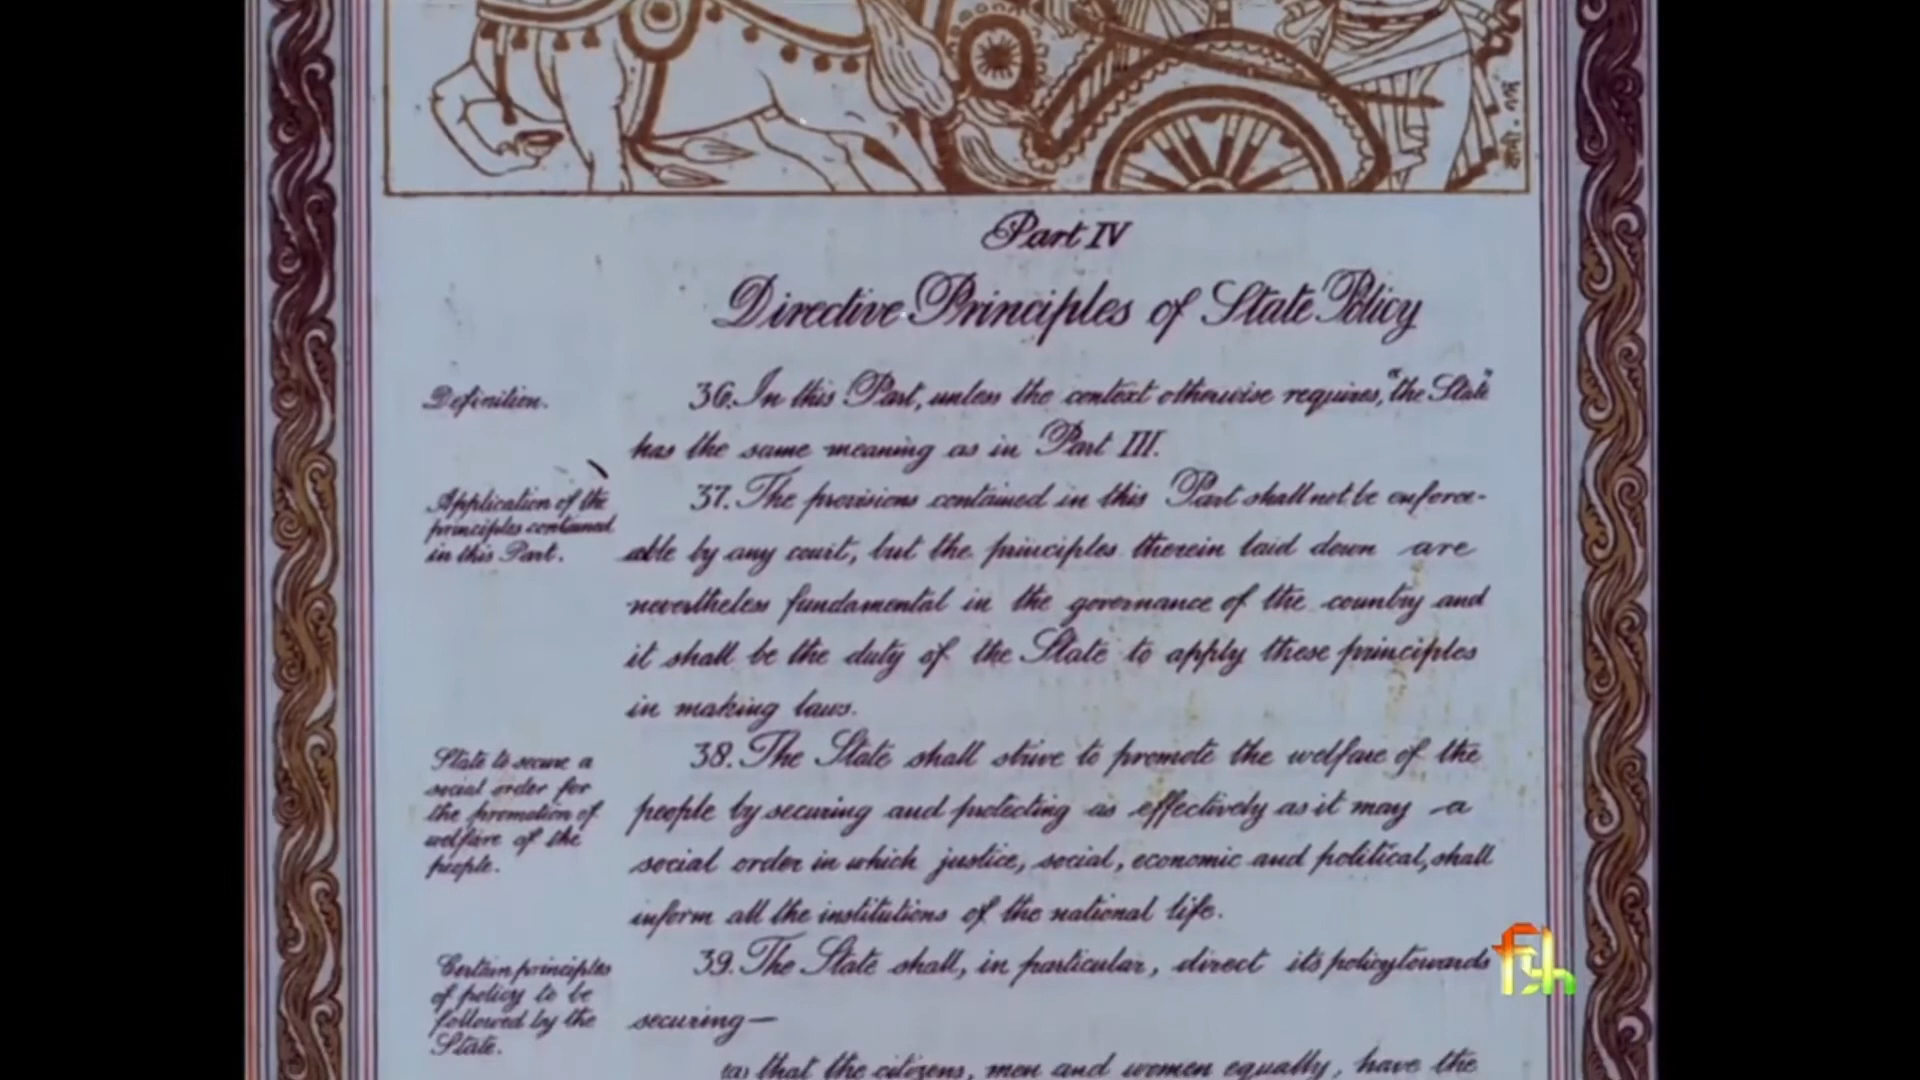 Part IV
Directive Principles of State Policy
Definition.
36. In this Part, unless the context otherwise requires, "the State"
has the same meaning as in Part III.
Application of the
principles contained
in this Part.
37. The provisions contained in this Part shall not be enforce-
able by any court, but the principles therein laid down are
nevertheless fundamental in the governance of the country and
it shall be the duty of the State to apply these principles
in making laws.
State to secure a
social order for
the promotion of
welfare of the
people.
38. The State shall strive to promote the welfare of the
people by securing and protecting as effectively as it may a
social order in which justice, social, economic and political, shall
inform all the institutions of the national life.
Certain principles
of policy to be
followed by the
State.
39. The State shall, in particular, direct its policy towards
securing—
(a) that the citizens, men and women equally, have the